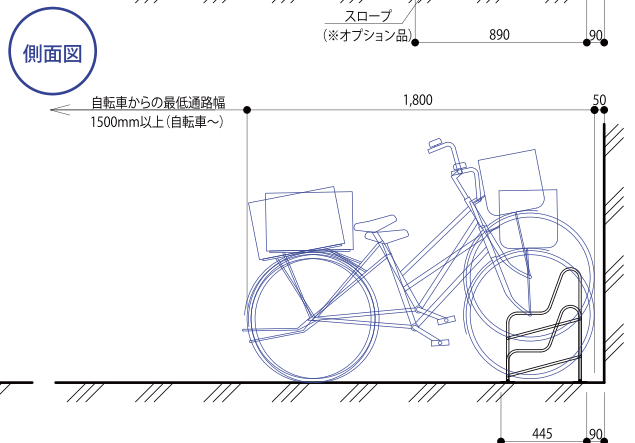 スロープ
(※オプション品)
890
90
側面図
自転車からの最低通路幅
1500mm以上(自転車～)
1,800
50
445
90